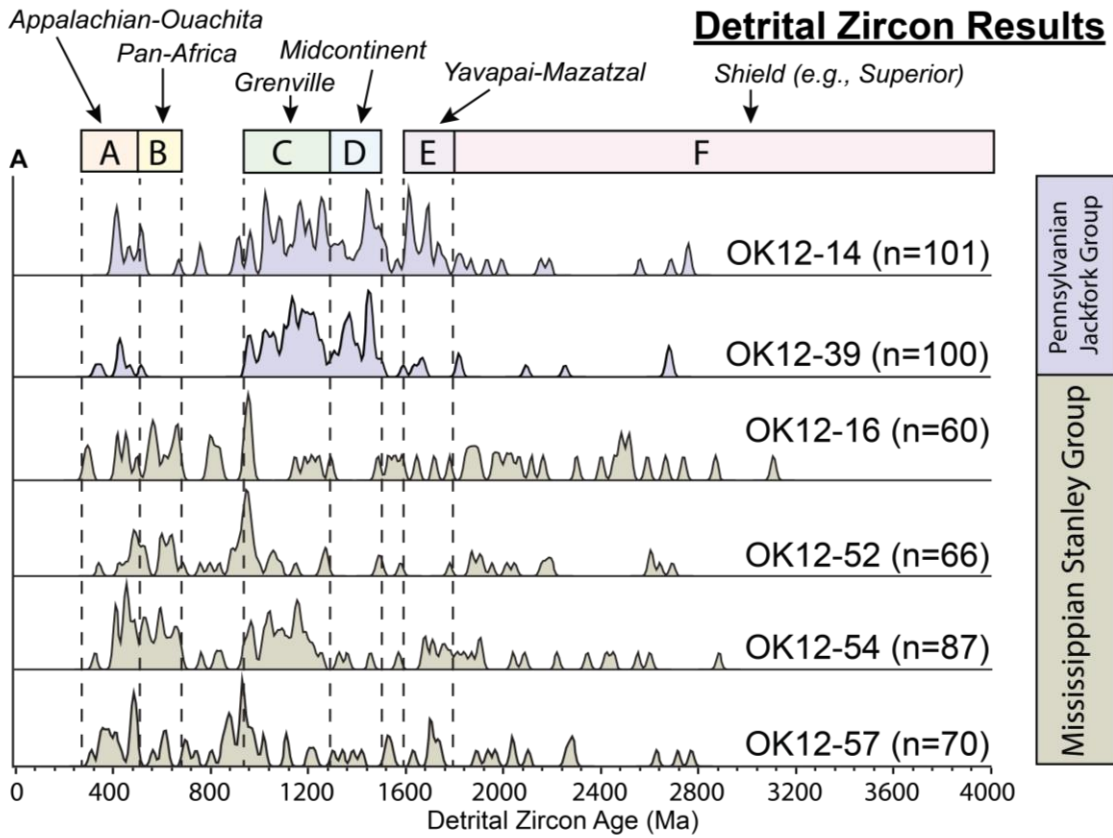 Detrital Zircon Results
Appalachian-Ouachita
Pan-Africa
Midcontinent
Grenville
Yavapai-Mazatzal
Shield (e.g., Superior)
A
A B C D E F
OK12-14 (n=101)
OK12-39 (n=100)
OK12-16 (n=60)
OK12-52 (n=66)
OK12-54 (n=87)
OK12-57 (n=70)
Pennsylvanian
Jackfork Group
Mississippian Stanley Group
0 400 800 1200 1600 2000 2400 2800 3200 3600 4000
Detrital Zircon Age (Ma)